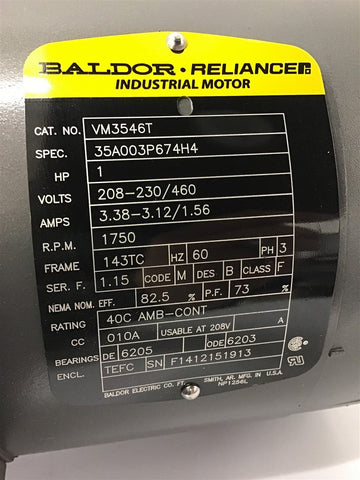 BALDOR · RELIANCE
INDUSTRIAL MOTOR
CAT. NO. VM3546T
SPEC. 35A003P674H4
HP 1
VOLTS 208-230/460
AMPS 3.38-3.12/1.56
R.P.M. 1750
FRAME 143TC HZ 60 PH 3
SER. F. 1.15 CODE M DES B CLASS F
NEMA NOM. EFF. 82.5 % P.F. 73 %
RATING 40C AMB-CONT
CC 010A USABLE AT 208V A
BEARINGS DE 6205 ODE 6203
ENCL. TEFC SN F1412151913
BALDOR ELECTRIC CO. FT. SMITH, AR. MFG. IN U.S.A.
NP1256L